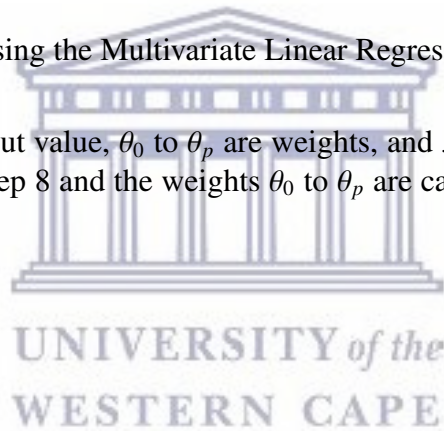 sing the Multivariate Linear Regres
ut value, θ0 to θp are weights, and
ep 8 and the weights θ0 to θp are ca
UNIVERSITY of the
WESTERN CAPE